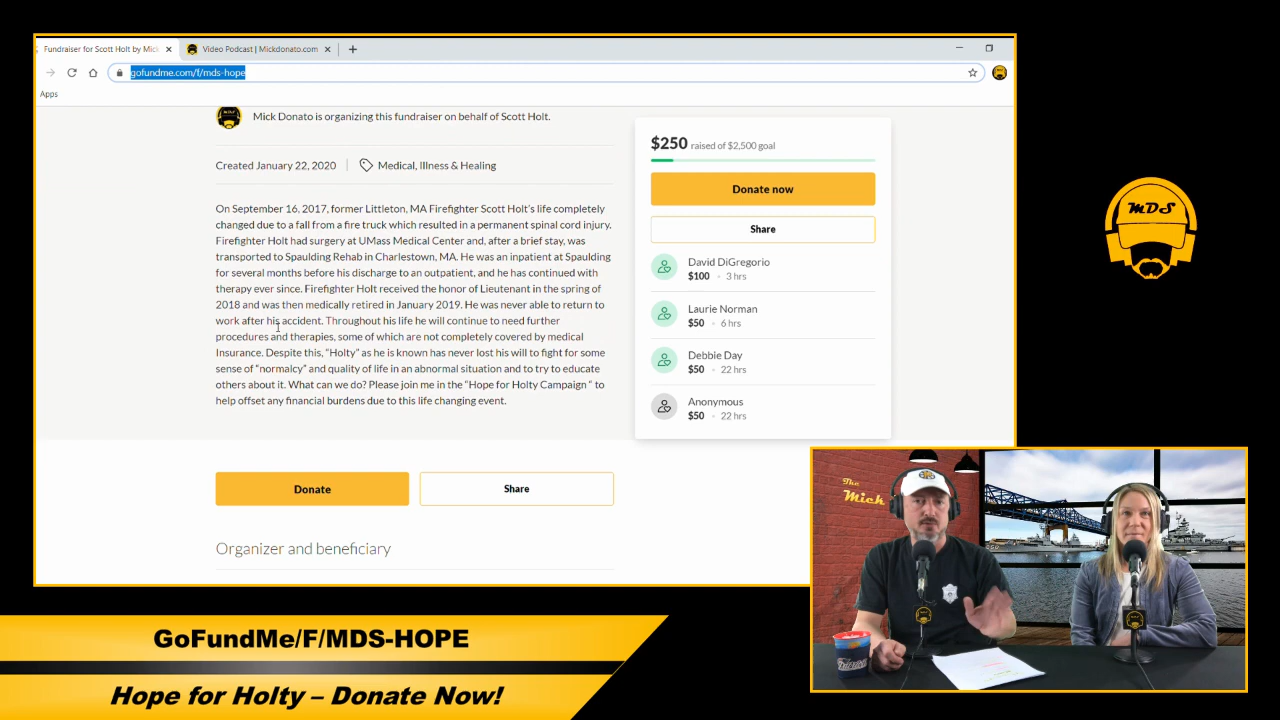 Fundraiser for Scott Holt by Mick
Video Podcast | Mickdonato.com
gofundme.com/f/mds-hope
Apps
Mick Donato is organizing this fundraiser on behalf of Scott Holt.
Created January 22, 2020
Medical, Illness & Healing
On September 16, 2017, former Littleton, MA Firefighter Scott Holt's life completely
changed due to a fall from a fire truck which resulted in a permanent spinal cord injury.
Firefighter Holt had surgery at UMass Medical Center and, after a brief stay, was
transported to Spaulding Rehab in Charlestown, MA. He was an inpatient at Spaulding
for several months before his discharge to an outpatient, and he has continued with
therapy ever since. Firefighter Holt received the honor of Lieutenant in the spring of
2018 and was then medically retired in January 2019. He was never able to return to
work after his accident. Throughout his life he will continue to need further
procedures and therapies, some of which are not completely covered by medical
Insurance. Despite this, "Holty" as he is known has never lost his will to fight for some
sense of "normalcy" and quality of life in an abnormal situation and to try to educate
others about it. What can we do? Please join me in the "Hope for Holty Campaign " to
help offset any financial burdens due to this life changing event.
Donate
Share
Organizer and beneficiary
$250 raised of $2,500 goal
Donate now
Share
David DiGregorio
$100 · 3 hrs
Laurie Norman
$50 · 6 hrs
Debbie Day
$50 · 22 hrs
Anonymous
$50 · 22 hrs
MDS
The
Mick
GoFundMe/F/MDS-HOPE
Hope for Holty – Donate Now!